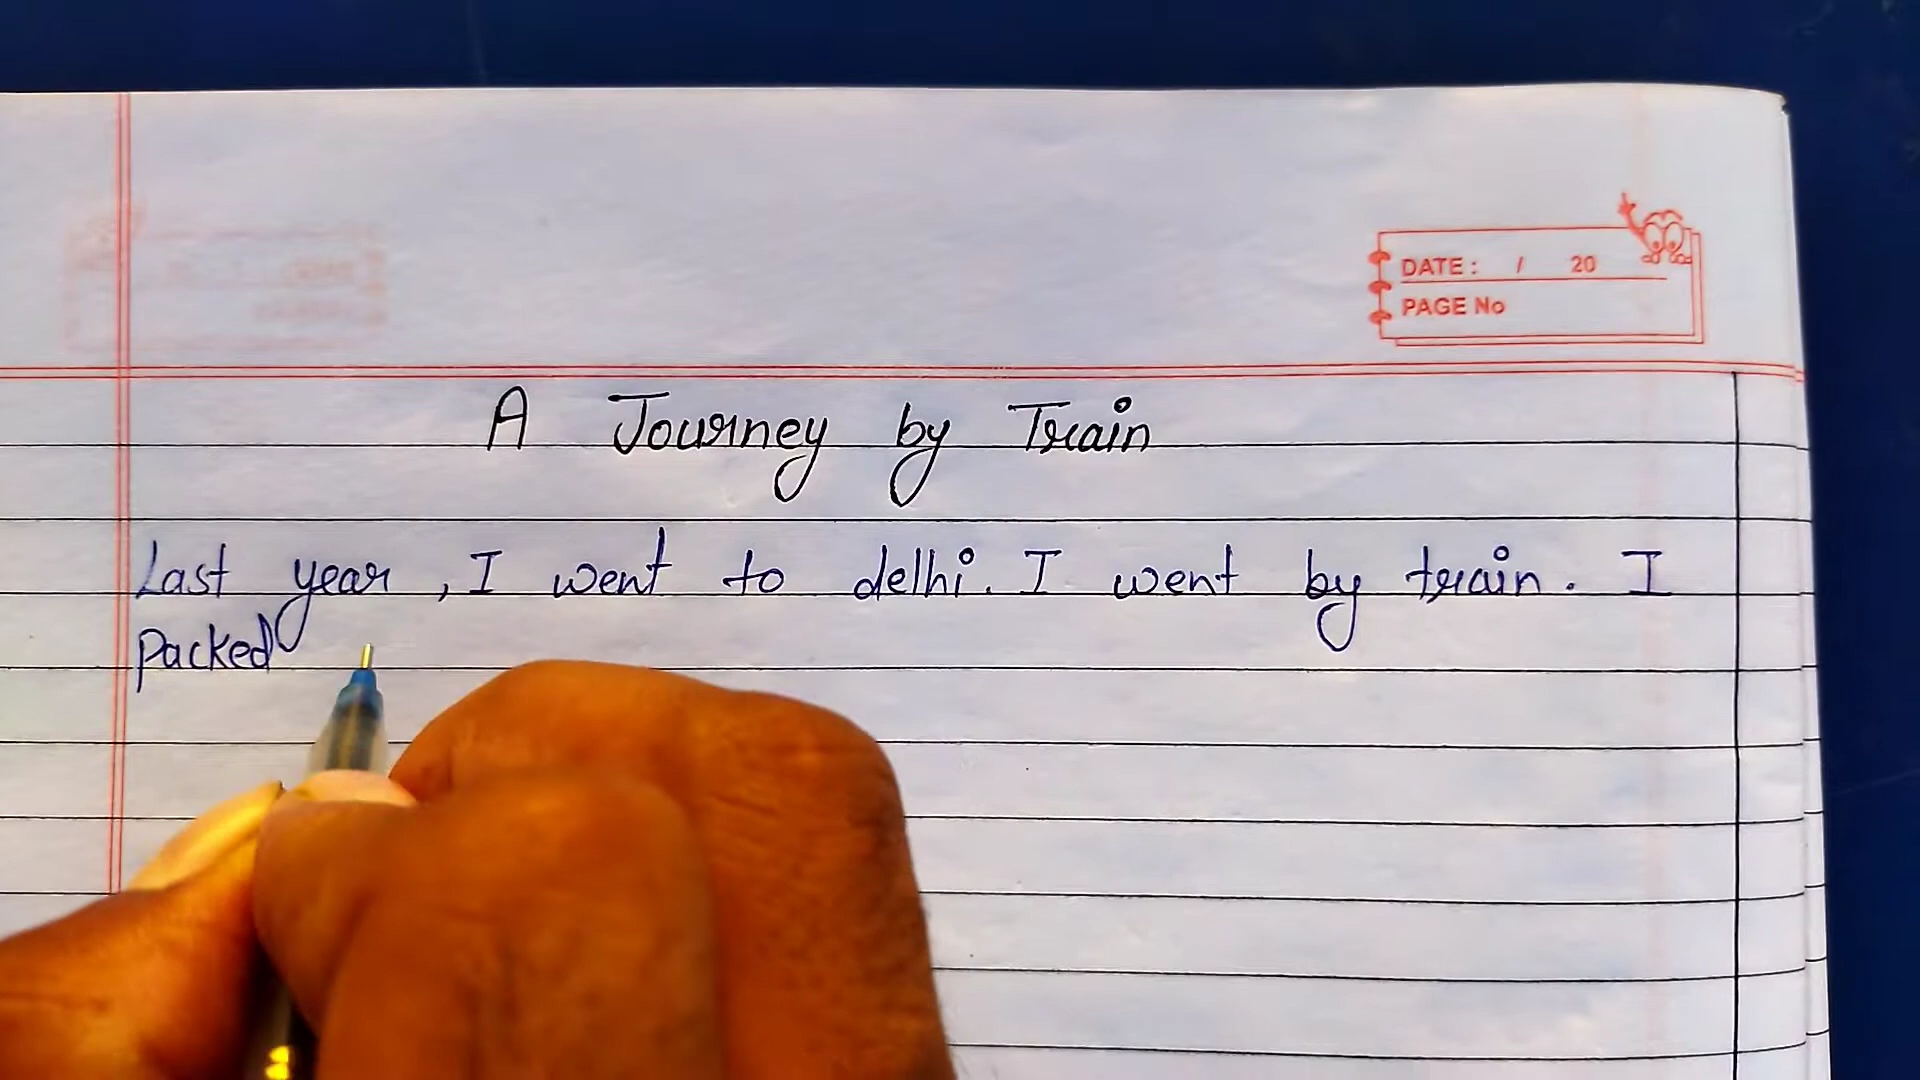 DATE: / 20
PAGE No
A Journey by Train
Last year, I went to delhi. I went by train. I
Packed